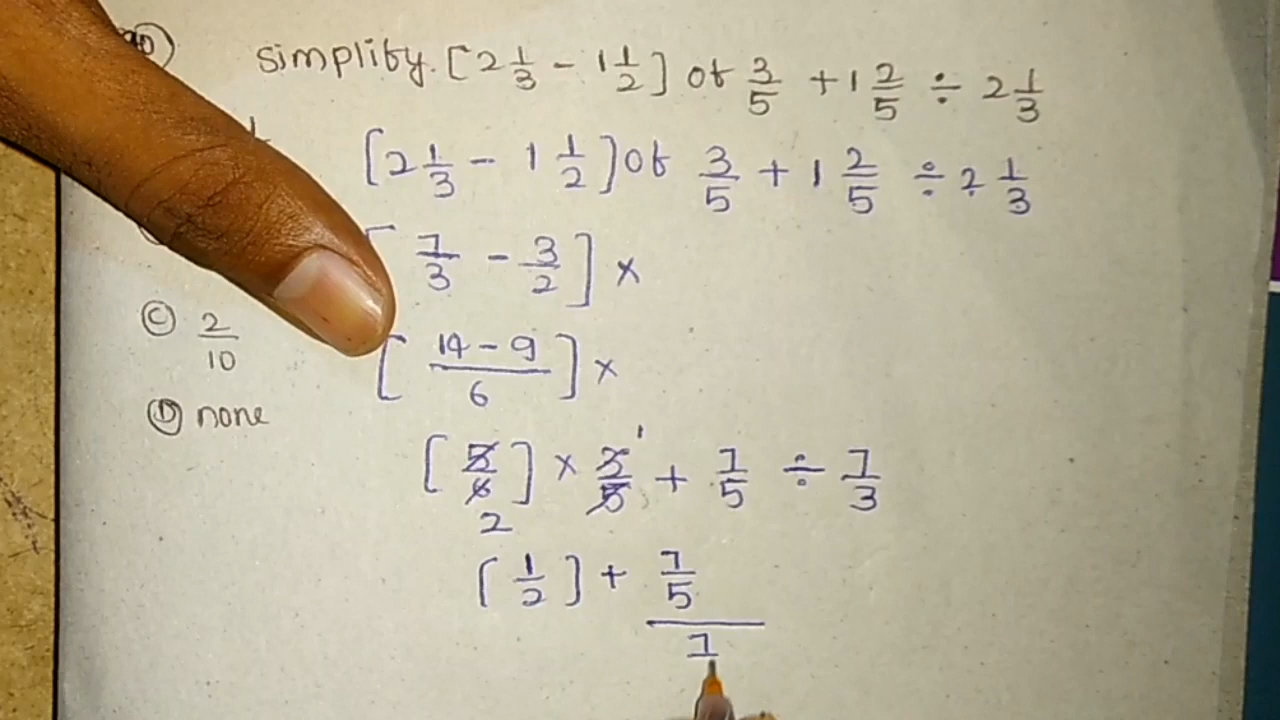 simplify. [2 1/3 - 1 1/2] of 3/5 + 1 2/5 ÷ 2 1/3
[2 1/3 - 1 1/2] of 3/5 + 1 2/5 ÷ 2 1/3
[7/3 - 3/2] ×
Ⓒ 2/10
[(14 - 9)/6] ×
Ⓓ none
[5/6] × 3/5 + 7/5 ÷ 7/3
1
2
[1/2] + 7/5
7